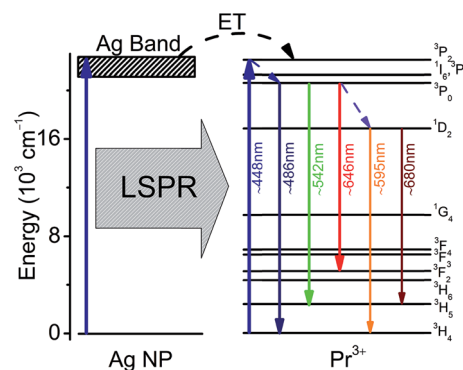 Ag Band
ET
LSPR
Energy (10³ cm⁻¹)
16
8
0
Ag NP
³P₂
¹I₆,³P
³P₀
¹D₂
¹G₄
³F₄
³F₃
³F₂
³H₆
³H₅
³H₄
~448nm
~486nm
~542nm
~646nm
~595nm
~680nm
Pr³⁺